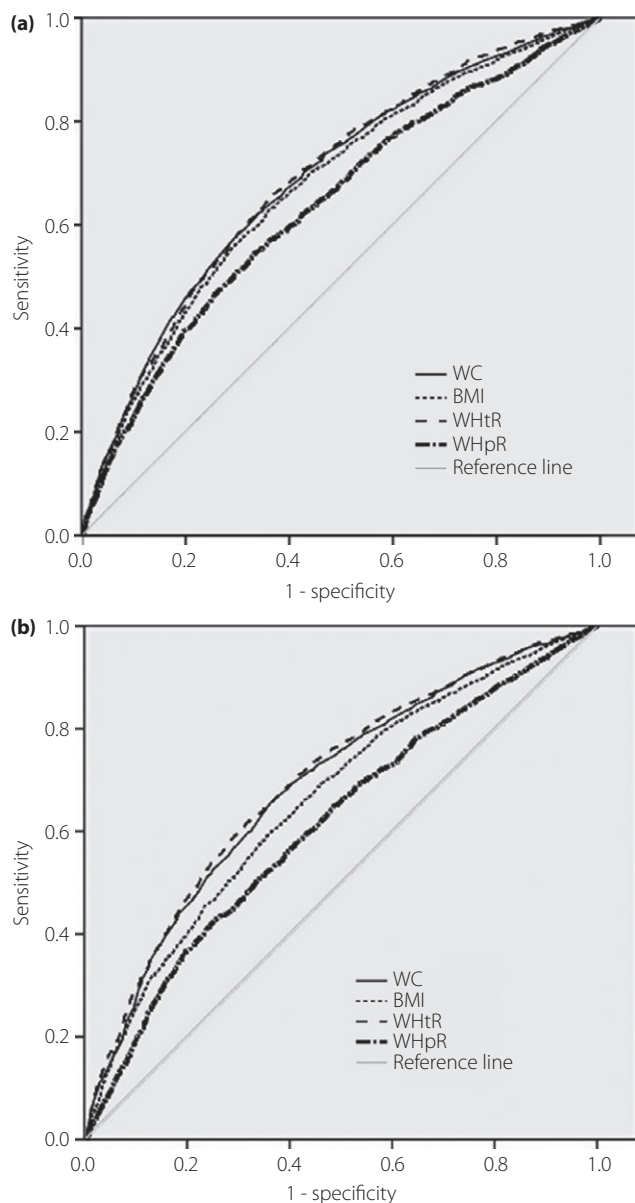 (a)
1.0
0.8
0.6
0.4
0.2
0.0
Sensitivity
WC
BMI
WHtR
WHpR
Reference line
0.0 0.2 0.4 0.6 0.8 1.0
1 - specificity
(b)
1.0
0.8
0.6
0.4
0.2
0.0
Sensitivity
WC
BMI
WHtR
WHpR
Reference line
0.0 0.2 0.4 0.6 0.8 1.0
1 - specificity